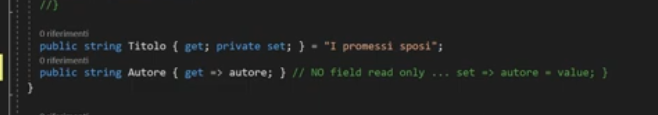 //}
0 riferimenti
public string Titolo { get; private set; } = "I promessi sposi";
0 riferimenti
public string Autore { get => autore; } // NO field read only ... set => autore = value; }
}